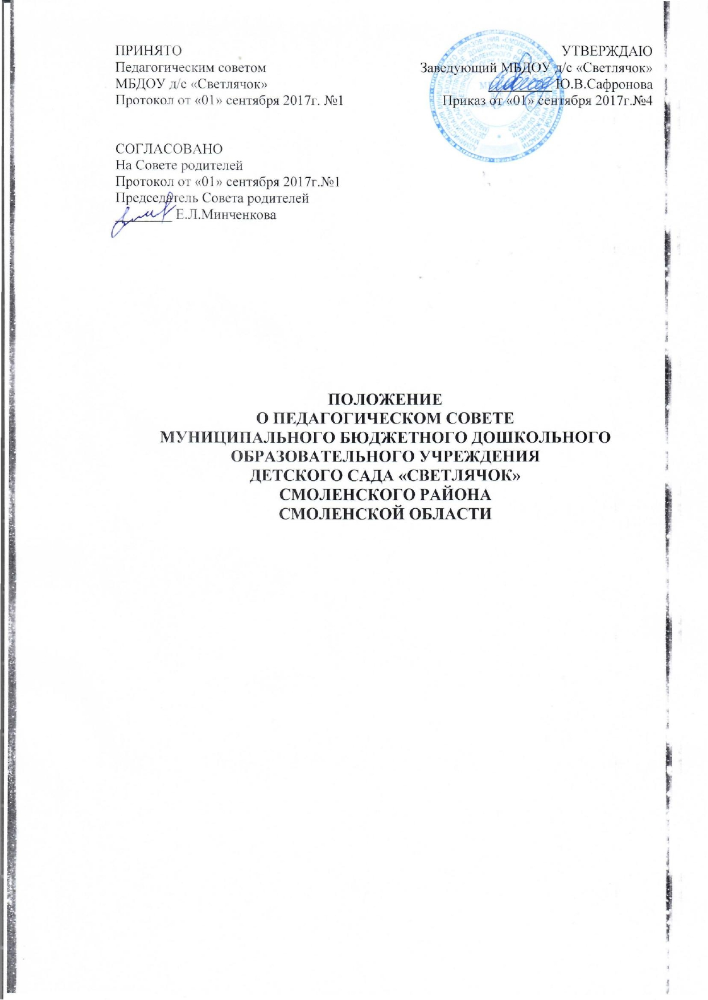 ПРИНЯТО
Педагогическим советом
МБДОУ д/с «Светлячок»
Протокол от «01» сентября 2017г. №1
УТВЕРЖДАЮ
Заведующий МБДОУ д/с «Светлячок»
Ю.В.Сафронова
Приказ от «01» сентября 2017г.№4
СОГЛАСОВАНО
На Совете родителей
Протокол от «01» сентября 2017г.№1
Председатель Совета родителей
Е.Л.Минченкова
ПОЛОЖЕНИЕ
О ПЕДАГОГИЧЕСКОМ СОВЕТЕ
МУНИЦИПАЛЬНОГО БЮДЖЕТНОГО ДОШКОЛЬНОГО
ОБРАЗОВАТЕЛЬНОГО УЧРЕЖДЕНИЯ
ДЕТСКОГО САДА «СВЕТЛЯЧОК»
СМОЛЕНСКОГО РАЙОНА
СМОЛЕНСКОЙ ОБЛАСТИ